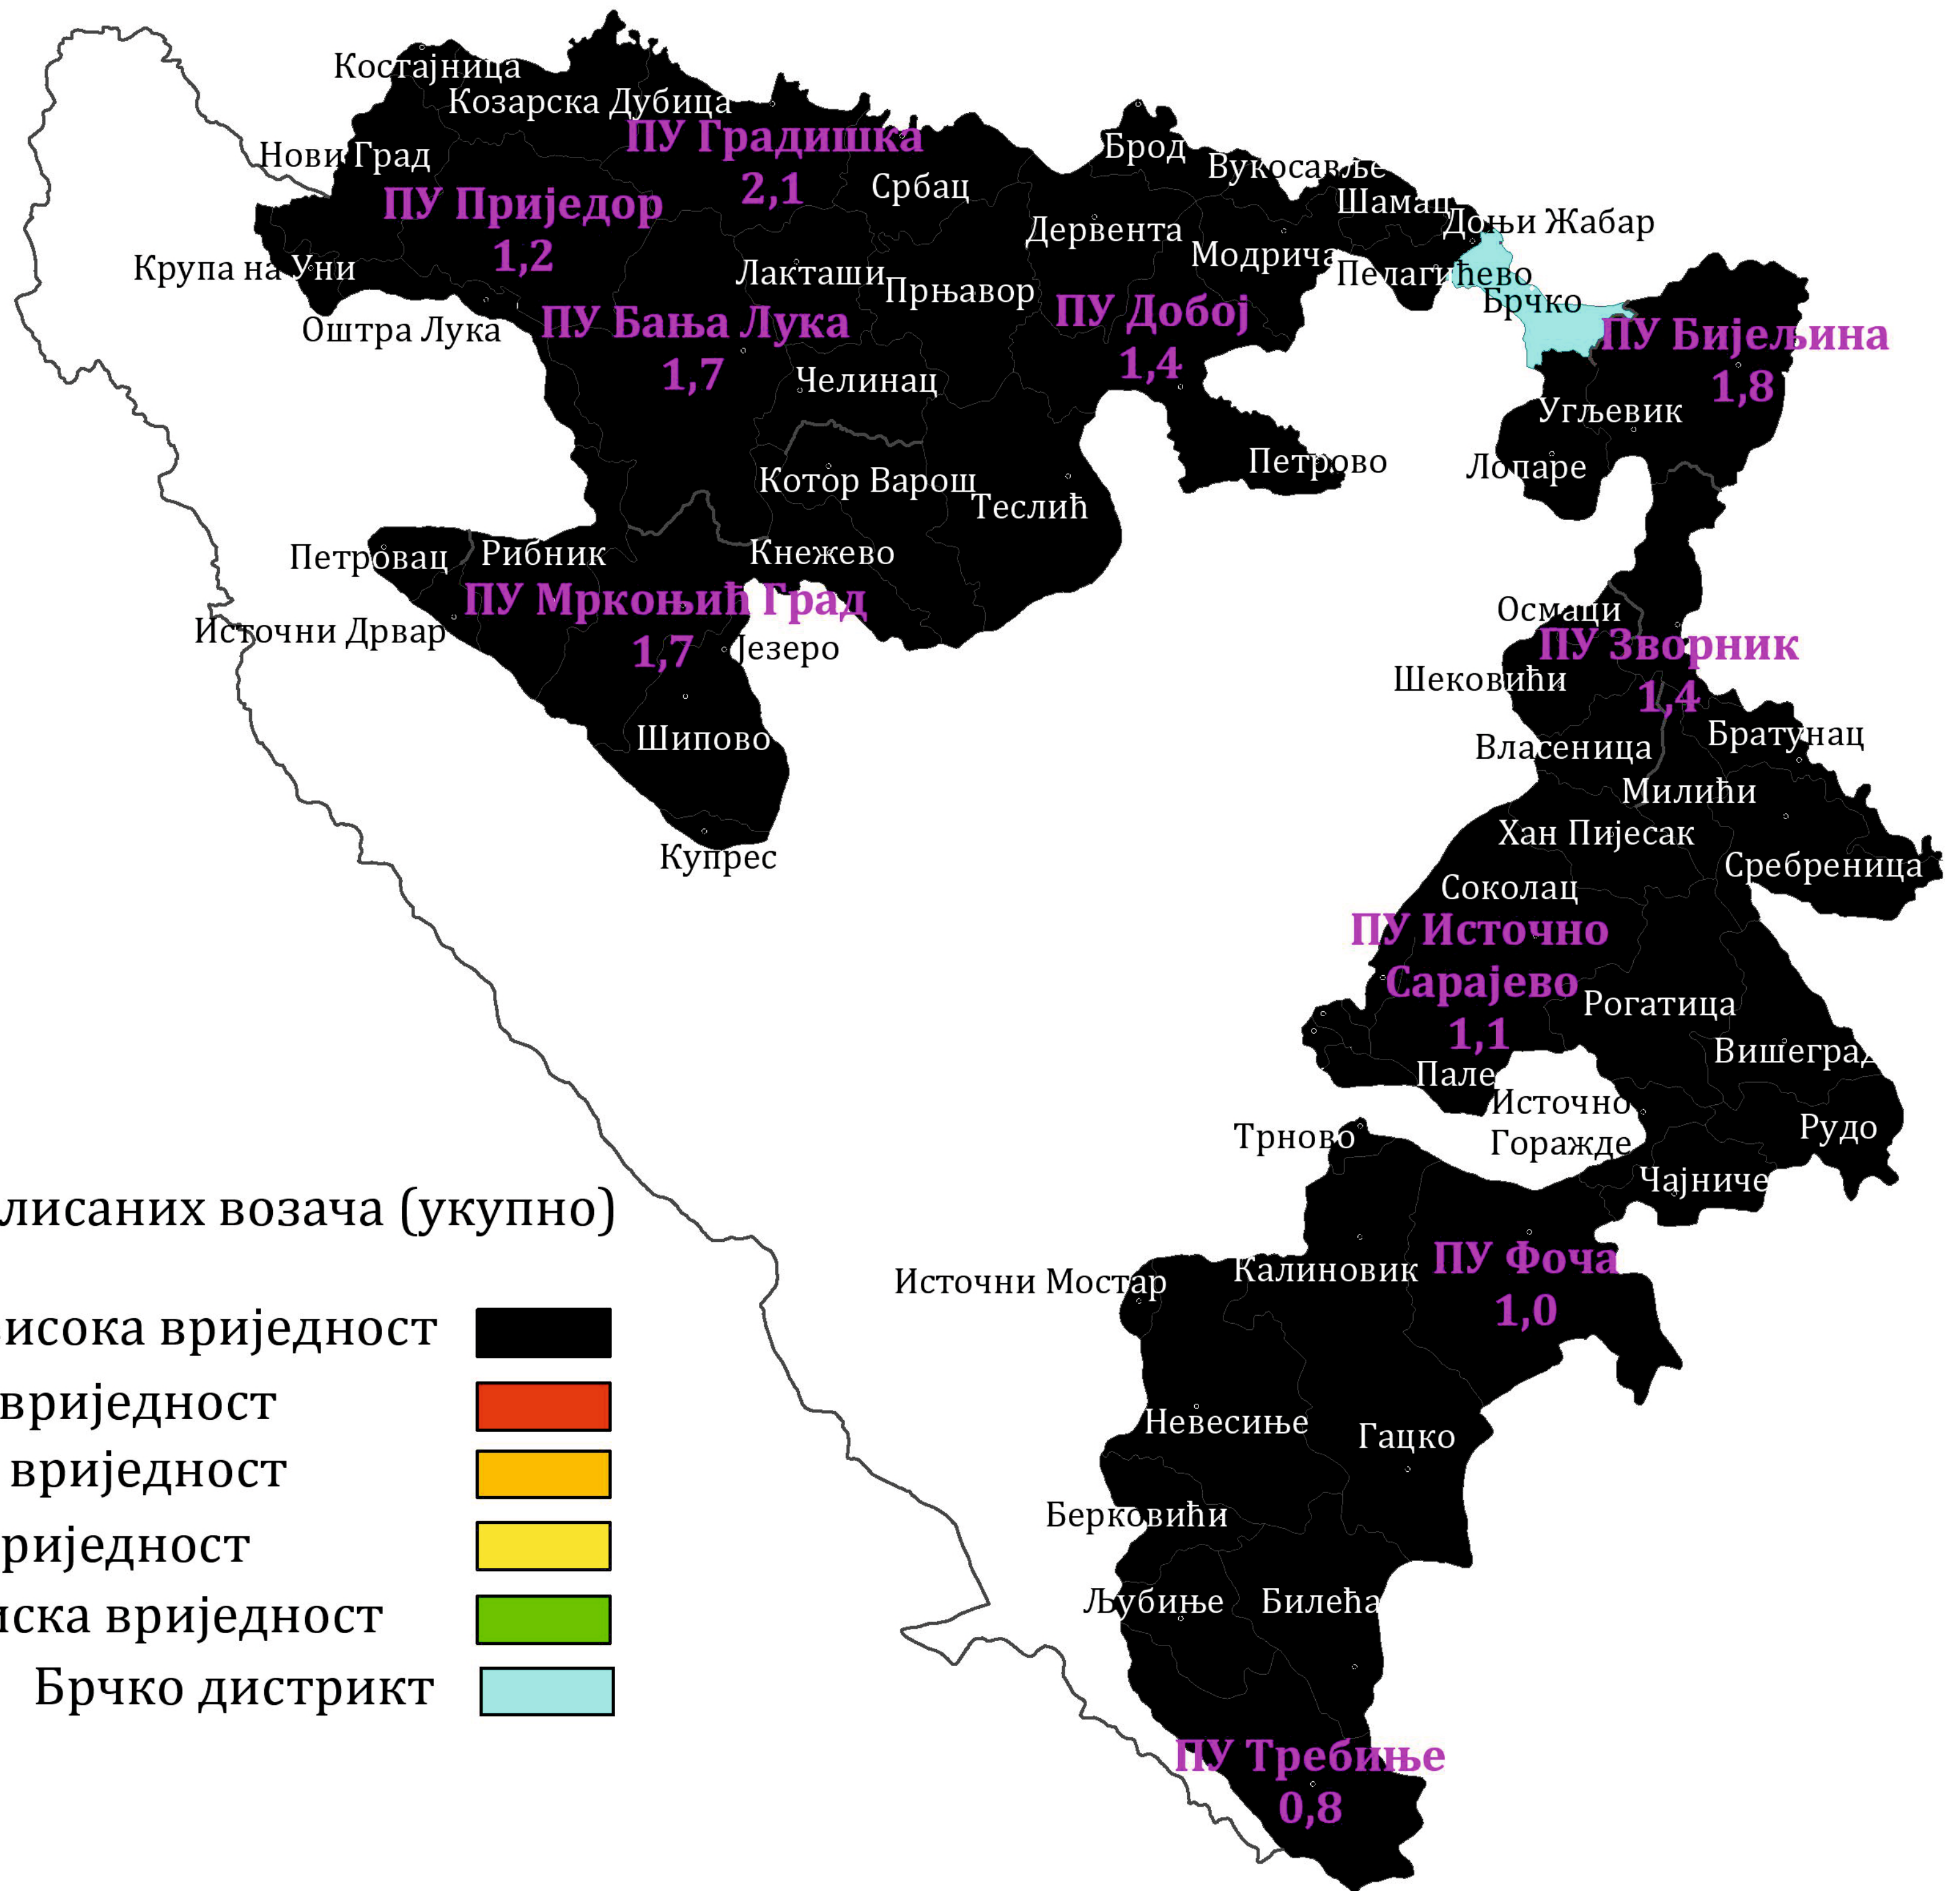 Костајница
Козарска Дубица
ПУ Градишка
2,1
Нови Град
ПУ Приједор
1,2
Србац
Брод
Вукосавље
Шамац
Доњи Жабар
Дервента
Модрича
Пелагићево
Брчко
Крупа на Уни
Оштра Лука
Лакташи
Прњавор
ПУ Бања Лука
1,7
ПУ Добој
1,4
ПУ Бијељина
1,8
Челинац
Угљевик
Лопаре
Петрово
Котор Варош
Теслић
Петровац
Рибник
Кнежево
ПУ Мркоњић Град
1,7
Источни Дрвар
Језеро
Осмаци
ПУ Зворник
1,4
Шековићи
Шипово
Власеница
Братунац
Милићи
Хан Пијесак
Купрес
Сребреница
Соколац
ПУ Источно
Сарајево
1,1
Рогатица
Вишеград
Пале
Источно
Горажде
Рудо
Трново
Чајниче
ПУ Фоча
1,0
Источни Мостар
Калиновик
Невесиње
Гацко
Берковићи
Љубиње
Билећа
ПУ Требиње
0,8
лисаних возача (укупно)
висока вриједност
вриједност
вриједност
риједност
иска вриједност
Брчко дистрикт